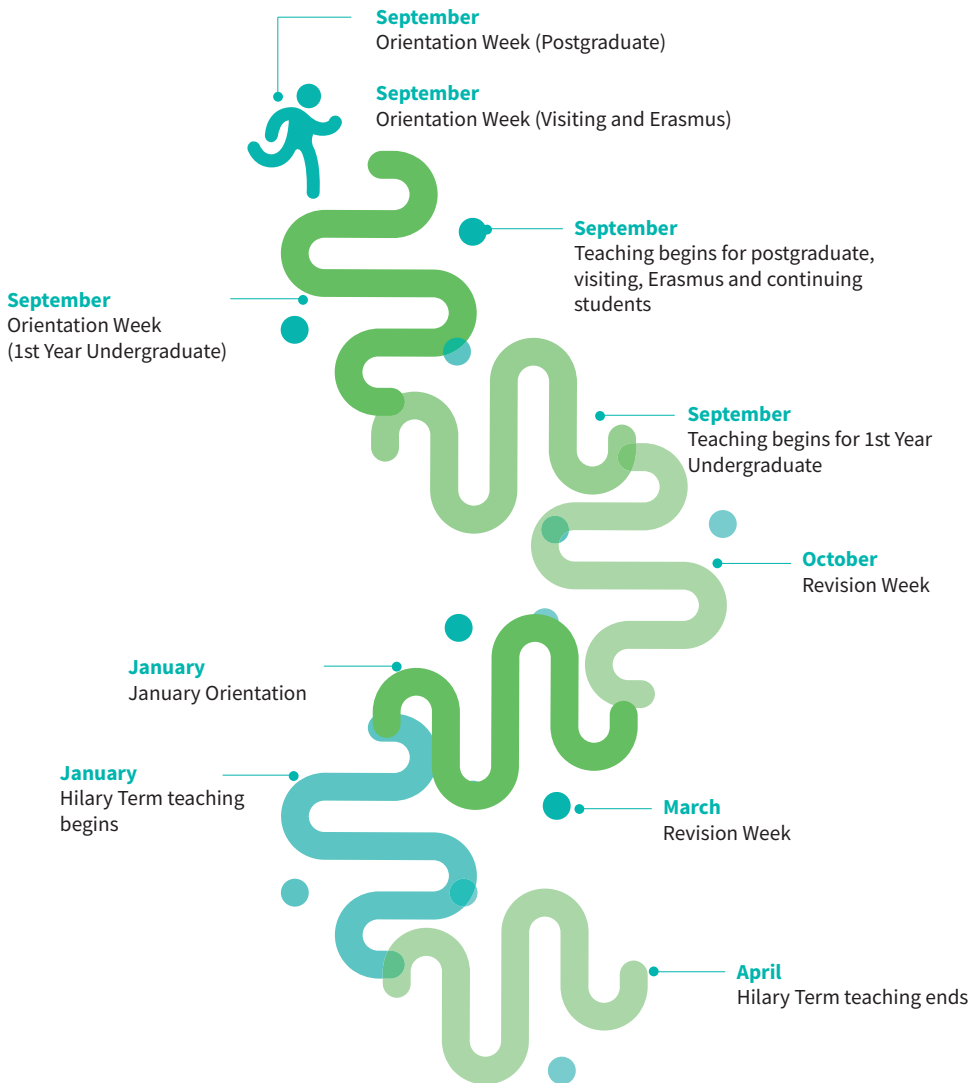 September
Orientation Week (Postgraduate)
September
Orientation Week (Visiting and Erasmus)
September
Teaching begins for postgraduate,
visiting, Erasmus and continuing
students
September
Orientation Week
(1st Year Undergraduate)
September
Teaching begins for 1st Year
Undergraduate
October
Revision Week
January
January Orientation
January
Hilary Term teaching
begins
March
Revision Week
April
Hilary Term teaching ends